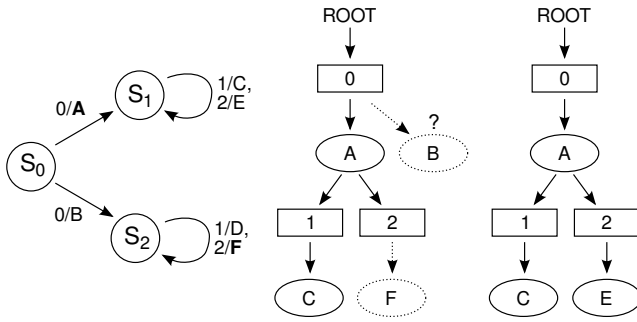 S0
0/A
0/B
S1
1/C,
2/E
S2
1/D,
2/F
ROOT
0
?
A
B
1
2
C
F
ROOT
0
A
1
2
C
E